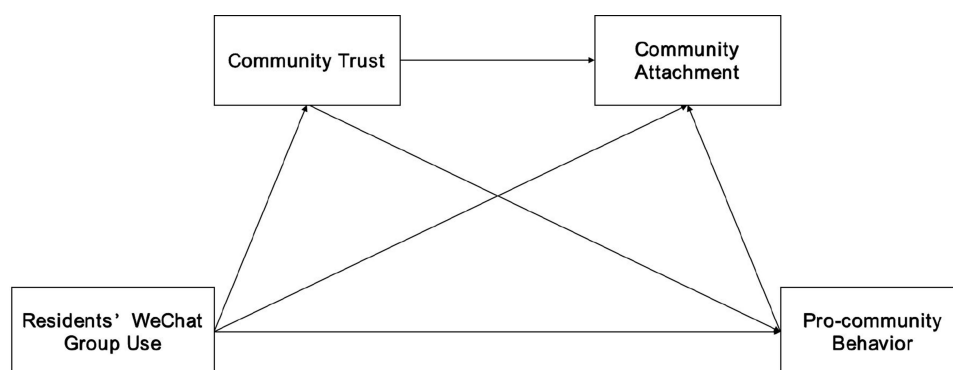 Community Trust
Community
Attachment
Residents’ WeChat
Group Use
Pro-community
Behavior